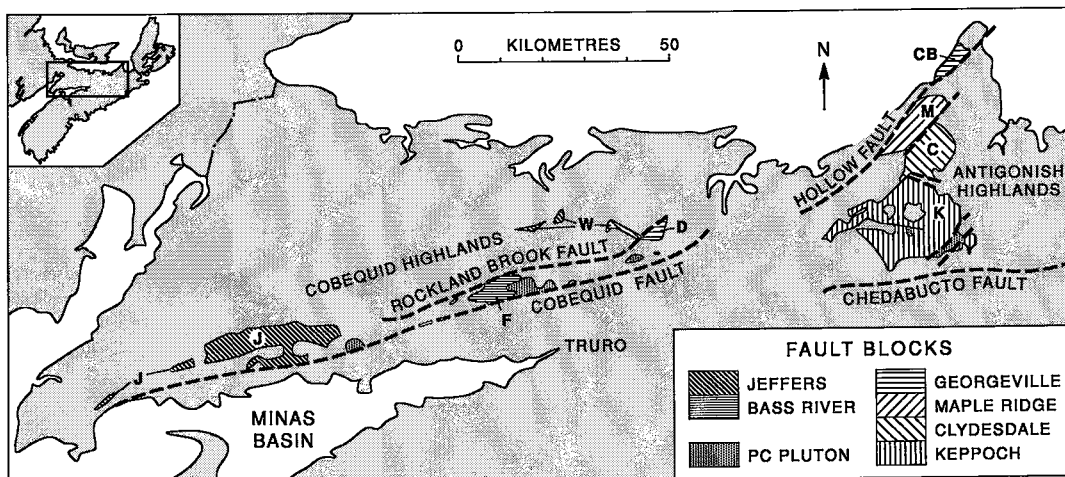 0 KILOMETRES 50
N
CB
M
C
HOLLOW FAULT
ANTIGONISH
HIGHLANDS
K
W
D
COBEQUID HIGHLANDS
ROCKLAND BROOK FAULT
COBEQUID FAULT
F
CHEDABUCTO FAULT
J
J
TRURO
MINAS
BASIN
FAULT BLOCKS
JEFFERS
BASS RIVER
PC PLUTON
GEORGEVILLE
MAPLE RIDGE
CLYDESDALE
KEPPOCH